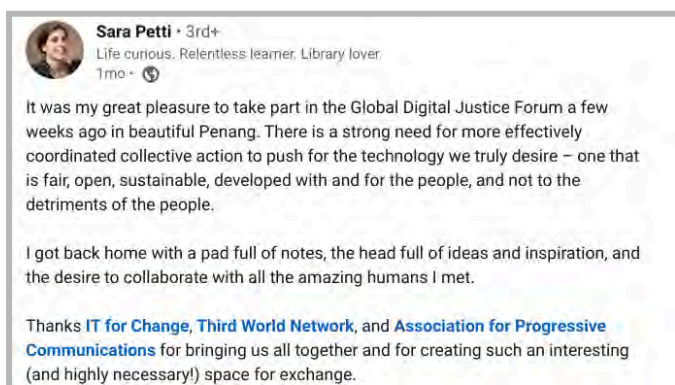 Sara Petti • 3rd+
Life curious. Relentless learner. Library lover.
1mo •
It was my great pleasure to take part in the Global Digital Justice Forum a few
weeks ago in beautiful Penang. There is a strong need for more effectively
coordinated collective action to push for the technology we truly desire – one that
is fair, open, sustainable, developed with and for the people, and not to the
detriments of the people.
I got back home with a pad full of notes, the head full of ideas and inspiration, and
the desire to collaborate with all the amazing humans I met.
Thanks IT for Change, Third World Network, and Association for Progressive
Communications for bringing us all together and for creating such an interesting
(and highly necessary!) space for exchange.